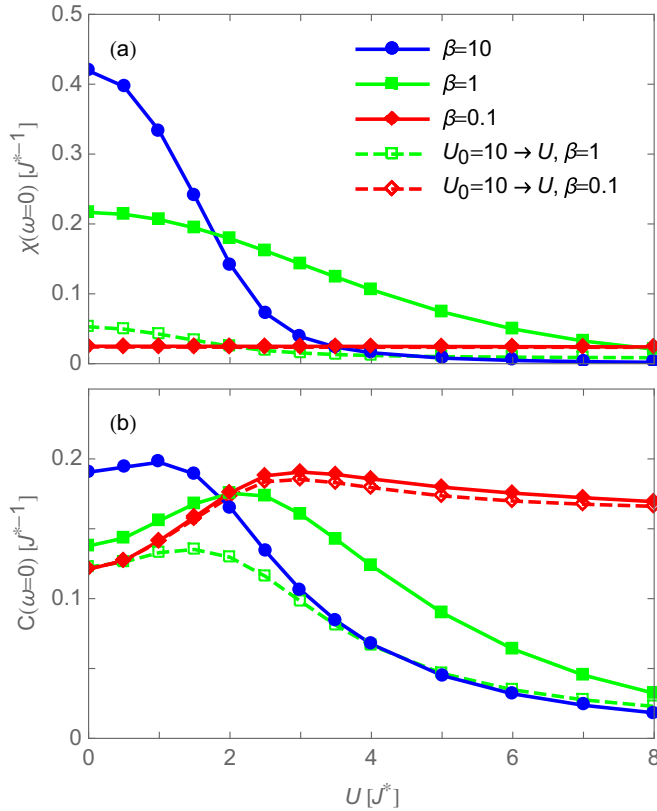 0.5
(a)
β=10
0.4
β=1
β=0.1
0.3
U0=10 → U, β=1
U0=10 → U, β=0.1
χ(ω=0) [J*−1]
0.2
0.1
0
(b)
0.2
C(ω=0) [J*−1]
0.1
0
0 2 4 6 8
U [J*]